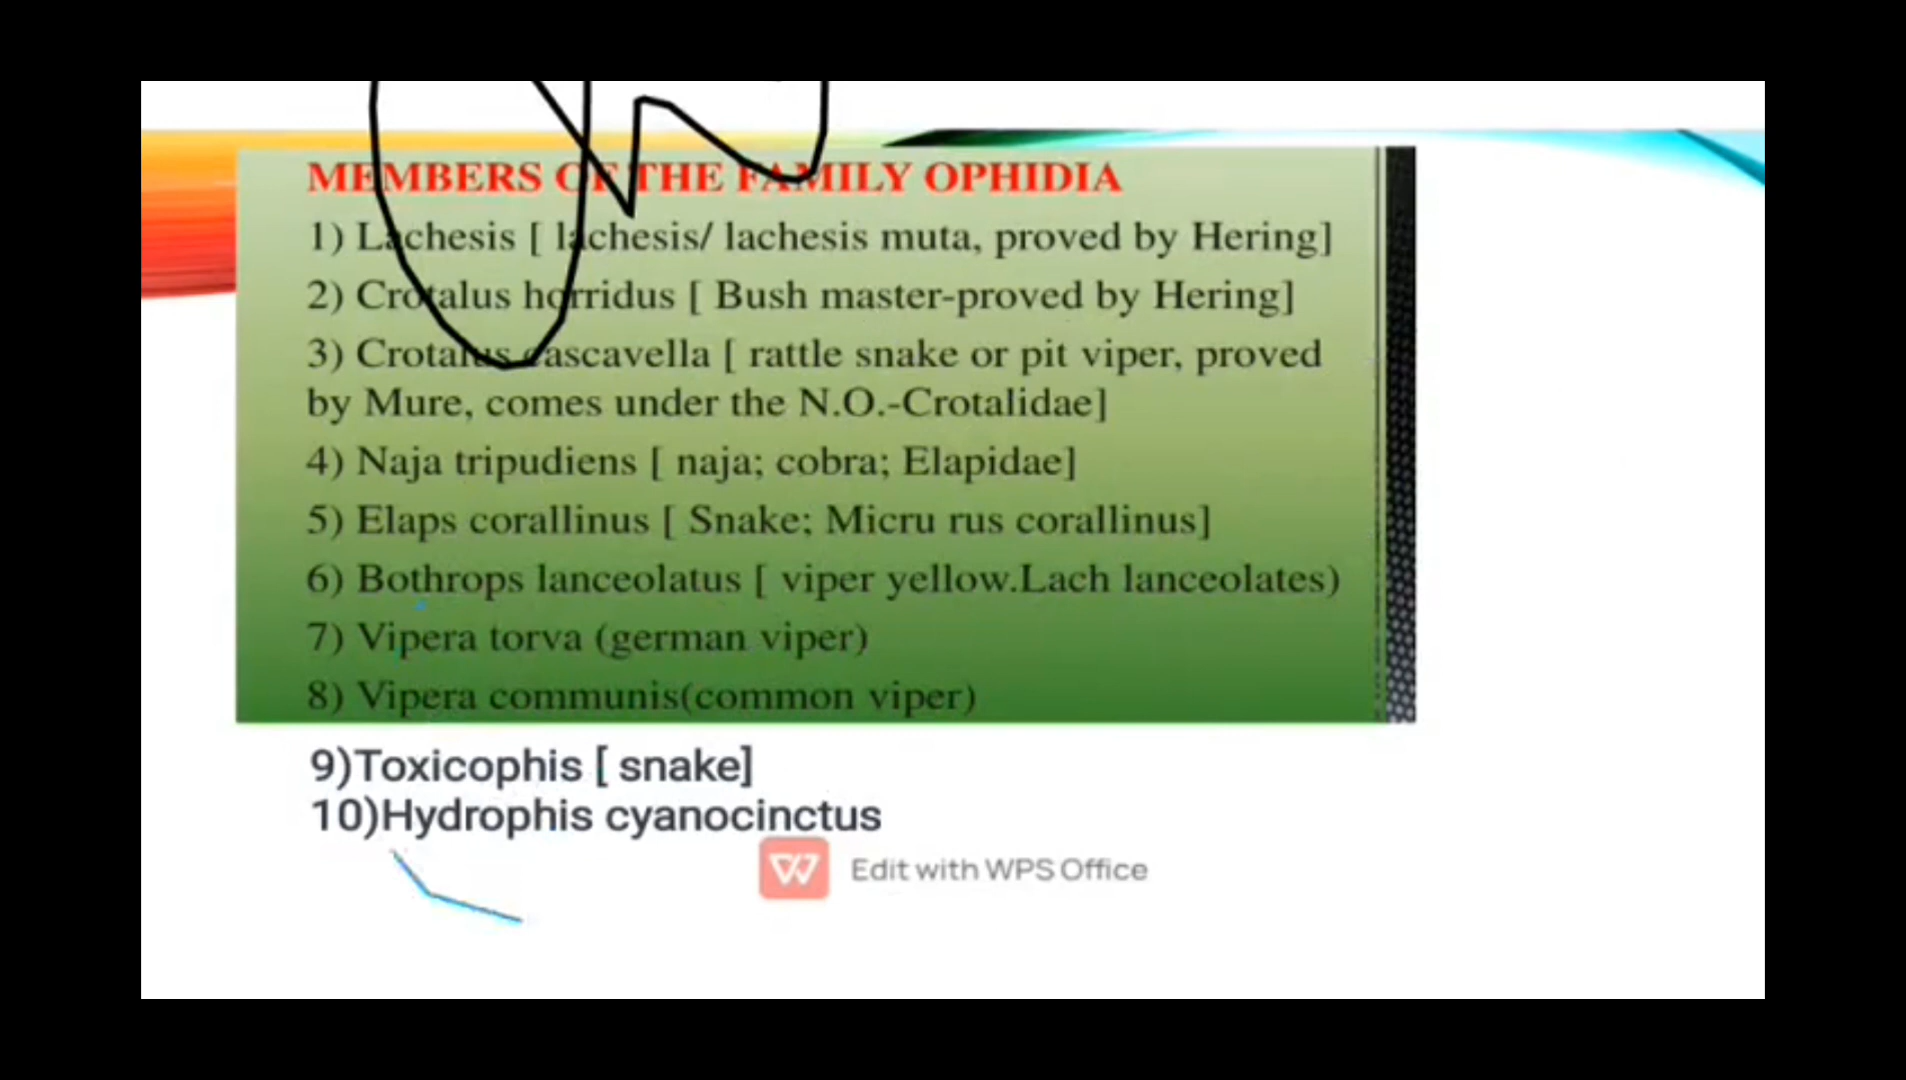 MEMBERS OF THE FAMILY OPHIDIA
1) Lachesis [ lachesis/ lachesis muta, proved by Hering]
2) Crotalus horridus [ Bush master-proved by Hering]
3) Crotalus cascavella [ rattle snake or pit viper, proved
by Mure, comes under the N.O.-Crotalidae]
4) Naja tripudiens [ naja; cobra; Elapidae]
5) Elaps corallinus [ Snake; Micru rus corallinus]
6) Bothrops lanceolatus [ viper yellow.Lach lanceolates)
7) Vipera torva (german viper)
8) Vipera communis(common viper)
9)Toxicophis [ snake]
10)Hydrophis cyanocinctus
Edit with WPS Office